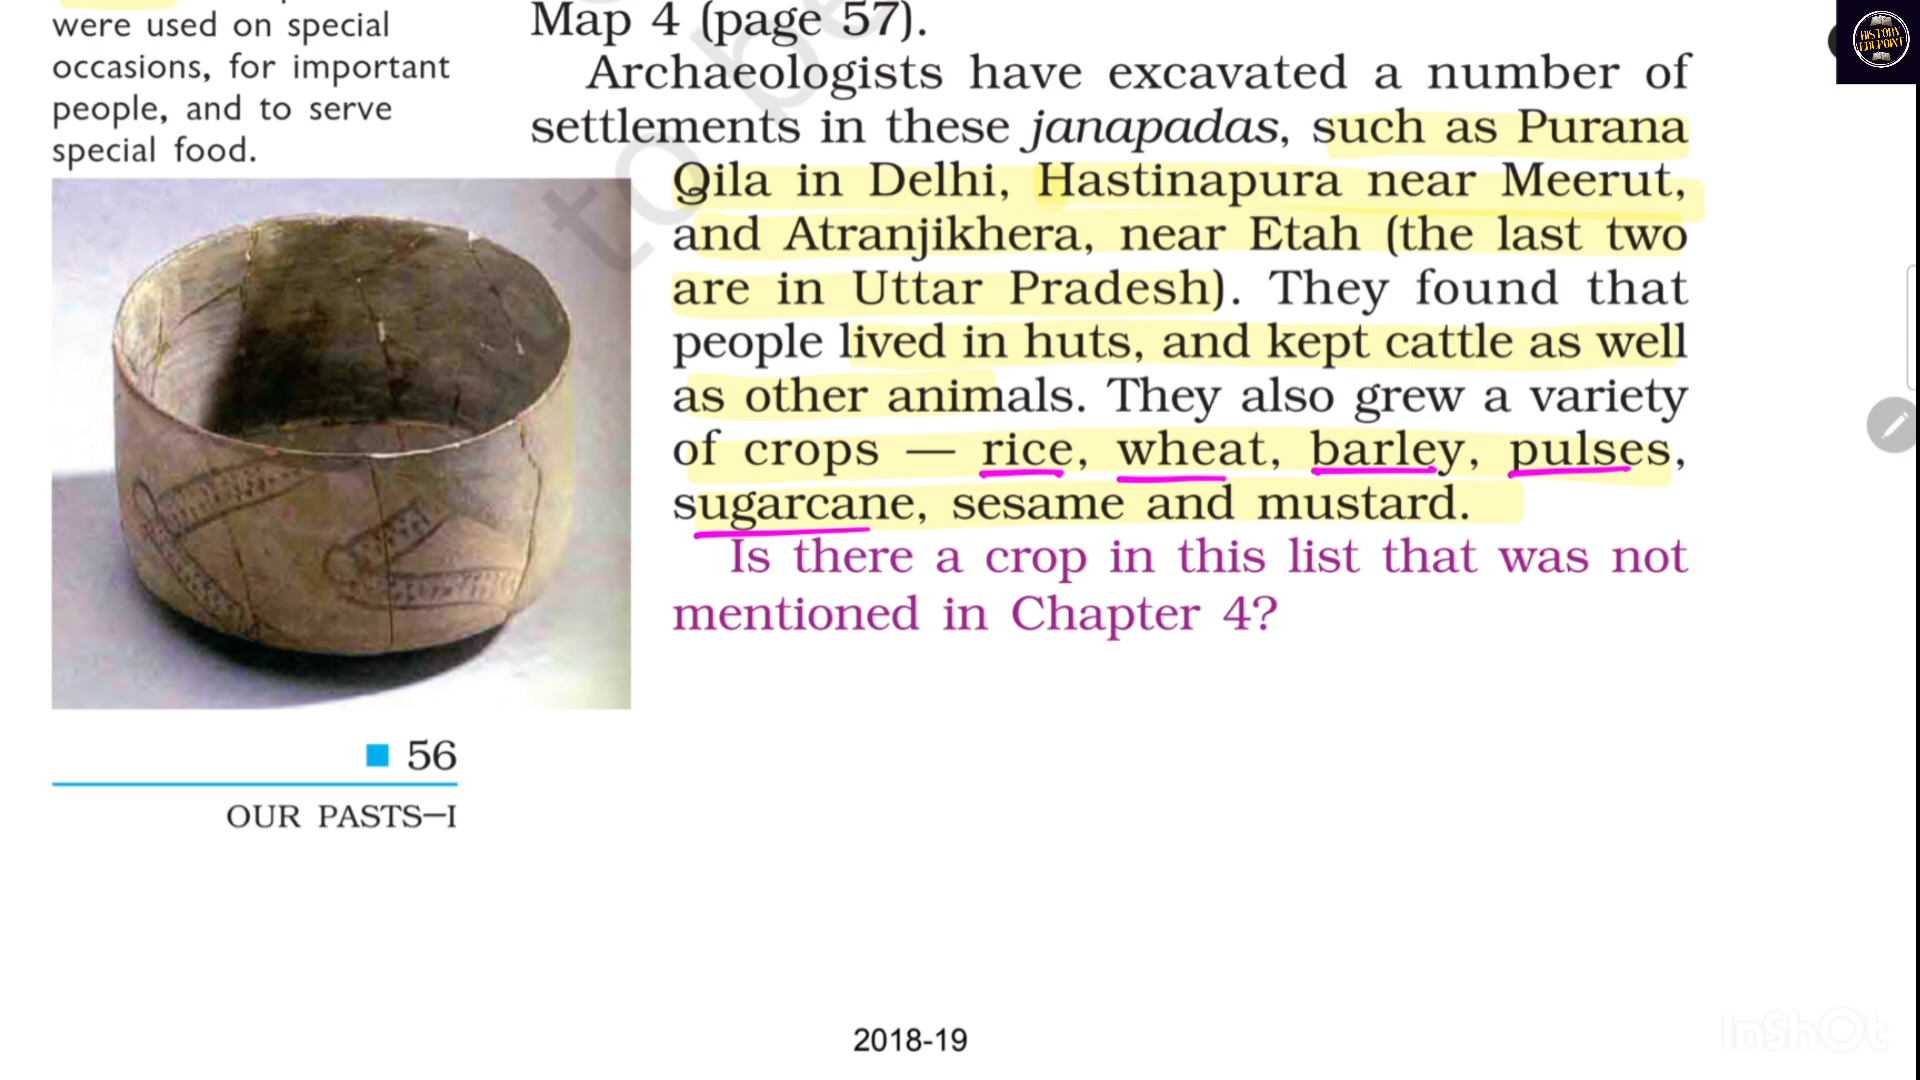 were used on special
occasions, for important
people, and to serve
special food.
Map 4 (page 57).
Archaeologists have excavated a number of
settlements in these janapadas, such as Purana
Qila in Delhi, Hastinapura near Meerut,
and Atranjikhera, near Etah (the last two
are in Uttar Pradesh). They found that
people lived in huts, and kept cattle as well
as other animals. They also grew a variety
of crops — rice, wheat, barley, pulses,
sugarcane, sesame and mustard.
Is there a crop in this list that was not
mentioned in Chapter 4?
■ 56
OUR PASTS–I
2018-19
to be
HISTORY
InShOt